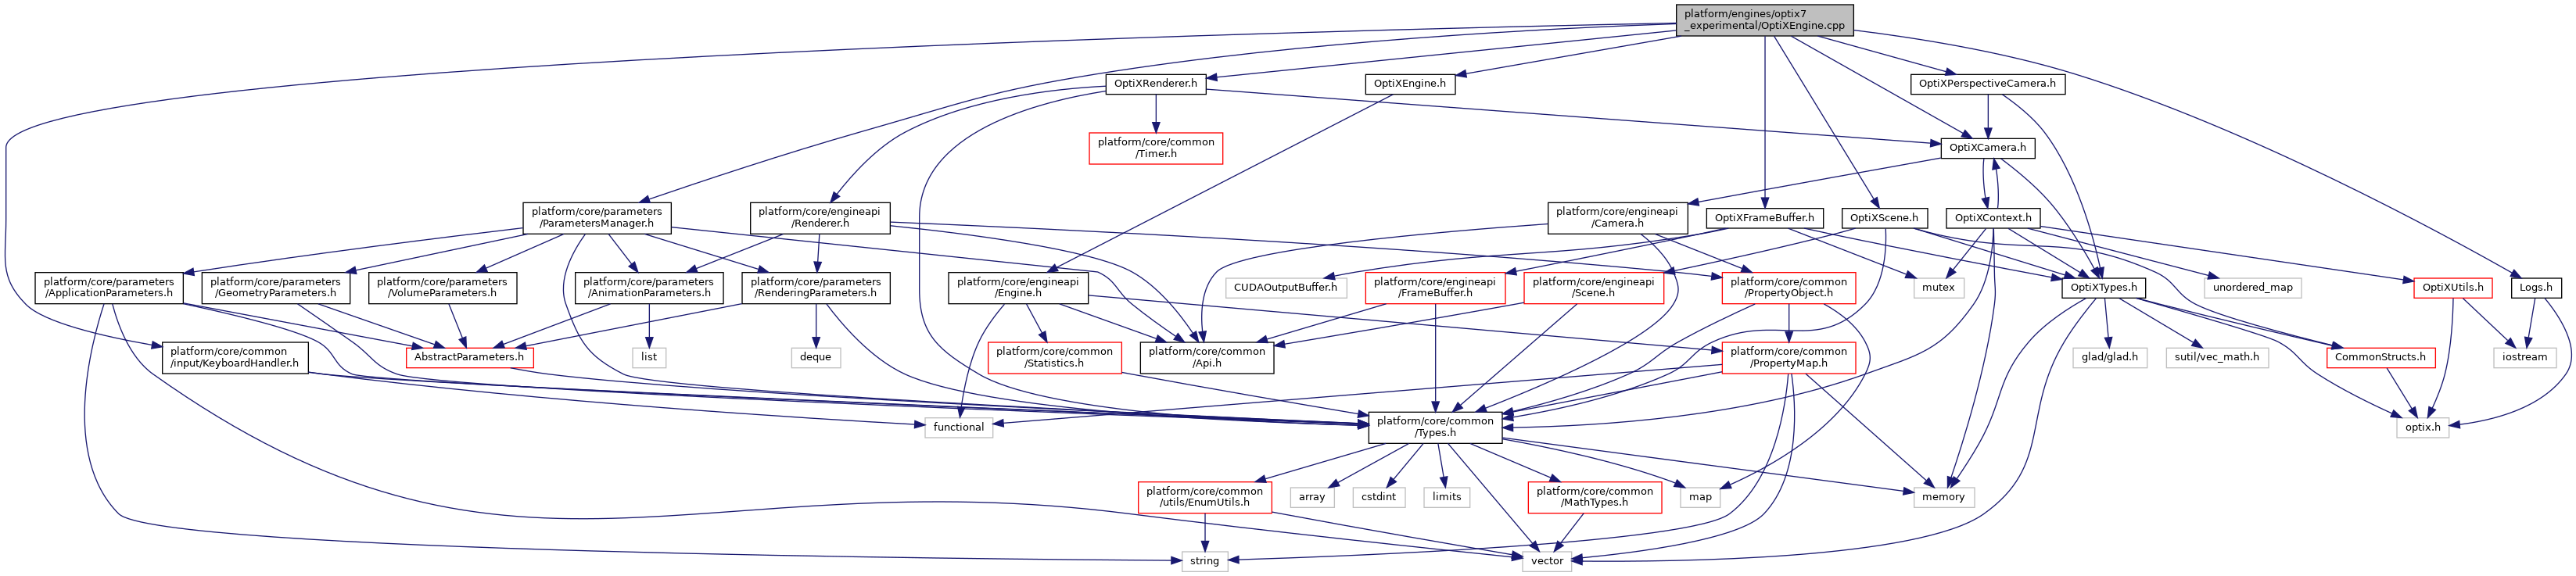 platform/engines/optix7
_experimental/OptiXEngine.cpp
OptiXRenderer.h
OptiXEngine.h
OptiXPerspectiveCamera.h
platform/core/common
/Timer.h
OptiXCamera.h
platform/core/parameters
/ParametersManager.h
platform/core/engineapi
/Renderer.h
platform/core/engineapi
/Camera.h
OptiXFrameBuffer.h
OptiXScene.h
OptiXContext.h
platform/core/parameters
/ApplicationParameters.h
platform/core/parameters
/GeometryParameters.h
platform/core/parameters
/VolumeParameters.h
platform/core/parameters
/AnimationParameters.h
platform/core/parameters
/RenderingParameters.h
platform/core/engineapi
/Engine.h
CUDAOutputBuffer.h
platform/core/engineapi
/FrameBuffer.h
platform/core/engineapi
/Scene.h
platform/core/common
/PropertyObject.h
mutex
OptiXTypes.h
unordered_map
OptiXUtils.h
Logs.h
platform/core/common
/input/KeyboardHandler.h
AbstractParameters.h
list
deque
platform/core/common
/Statistics.h
platform/core/common
/Api.h
platform/core/common
/PropertyMap.h
glad/glad.h
sutil/vec_math.h
CommonStructs.h
iostream
functional
platform/core/common
/Types.h
optix.h
platform/core/common
/utils/EnumUtils.h
array
cstdint
limits
platform/core/common
/MathTypes.h
map
memory
string
vector